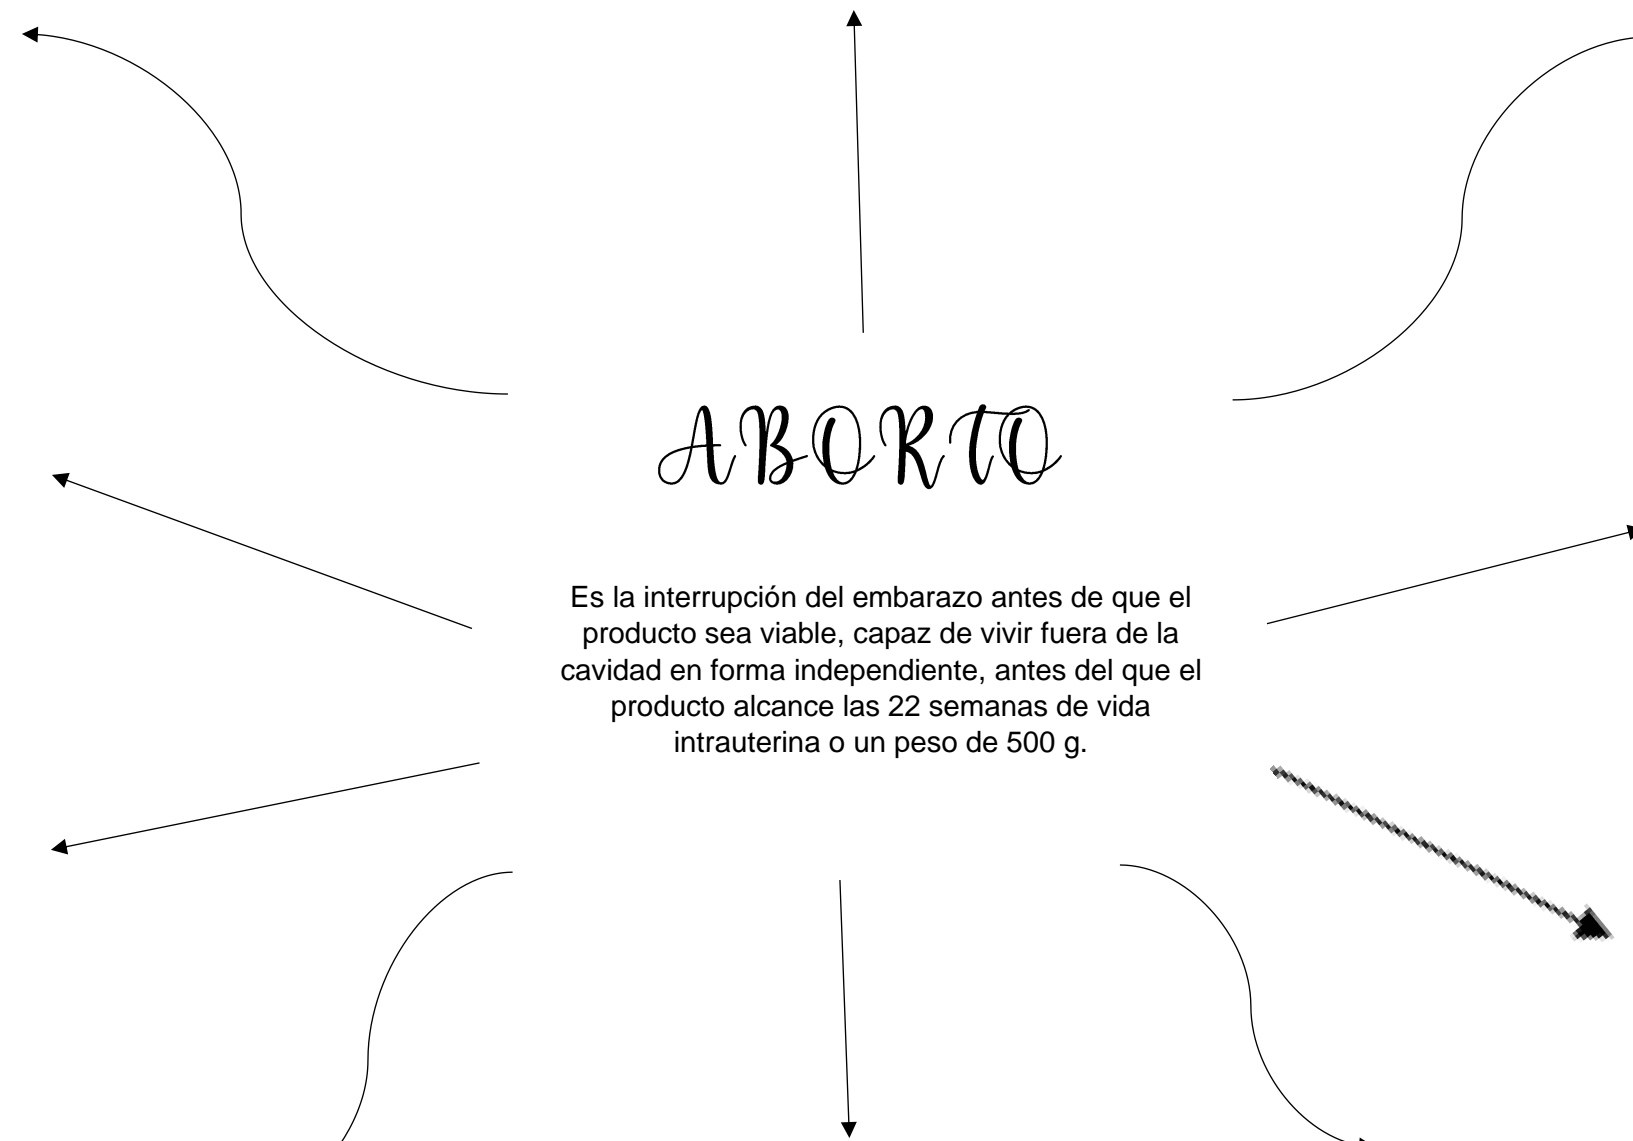 ABORTO
Es la interrupción del embarazo antes de que el
producto sea viable, capaz de vivir fuera de la
cavidad en forma independiente, antes del que el
producto alcance las 22 semanas de vida
intrauterina o un peso de 500 g.